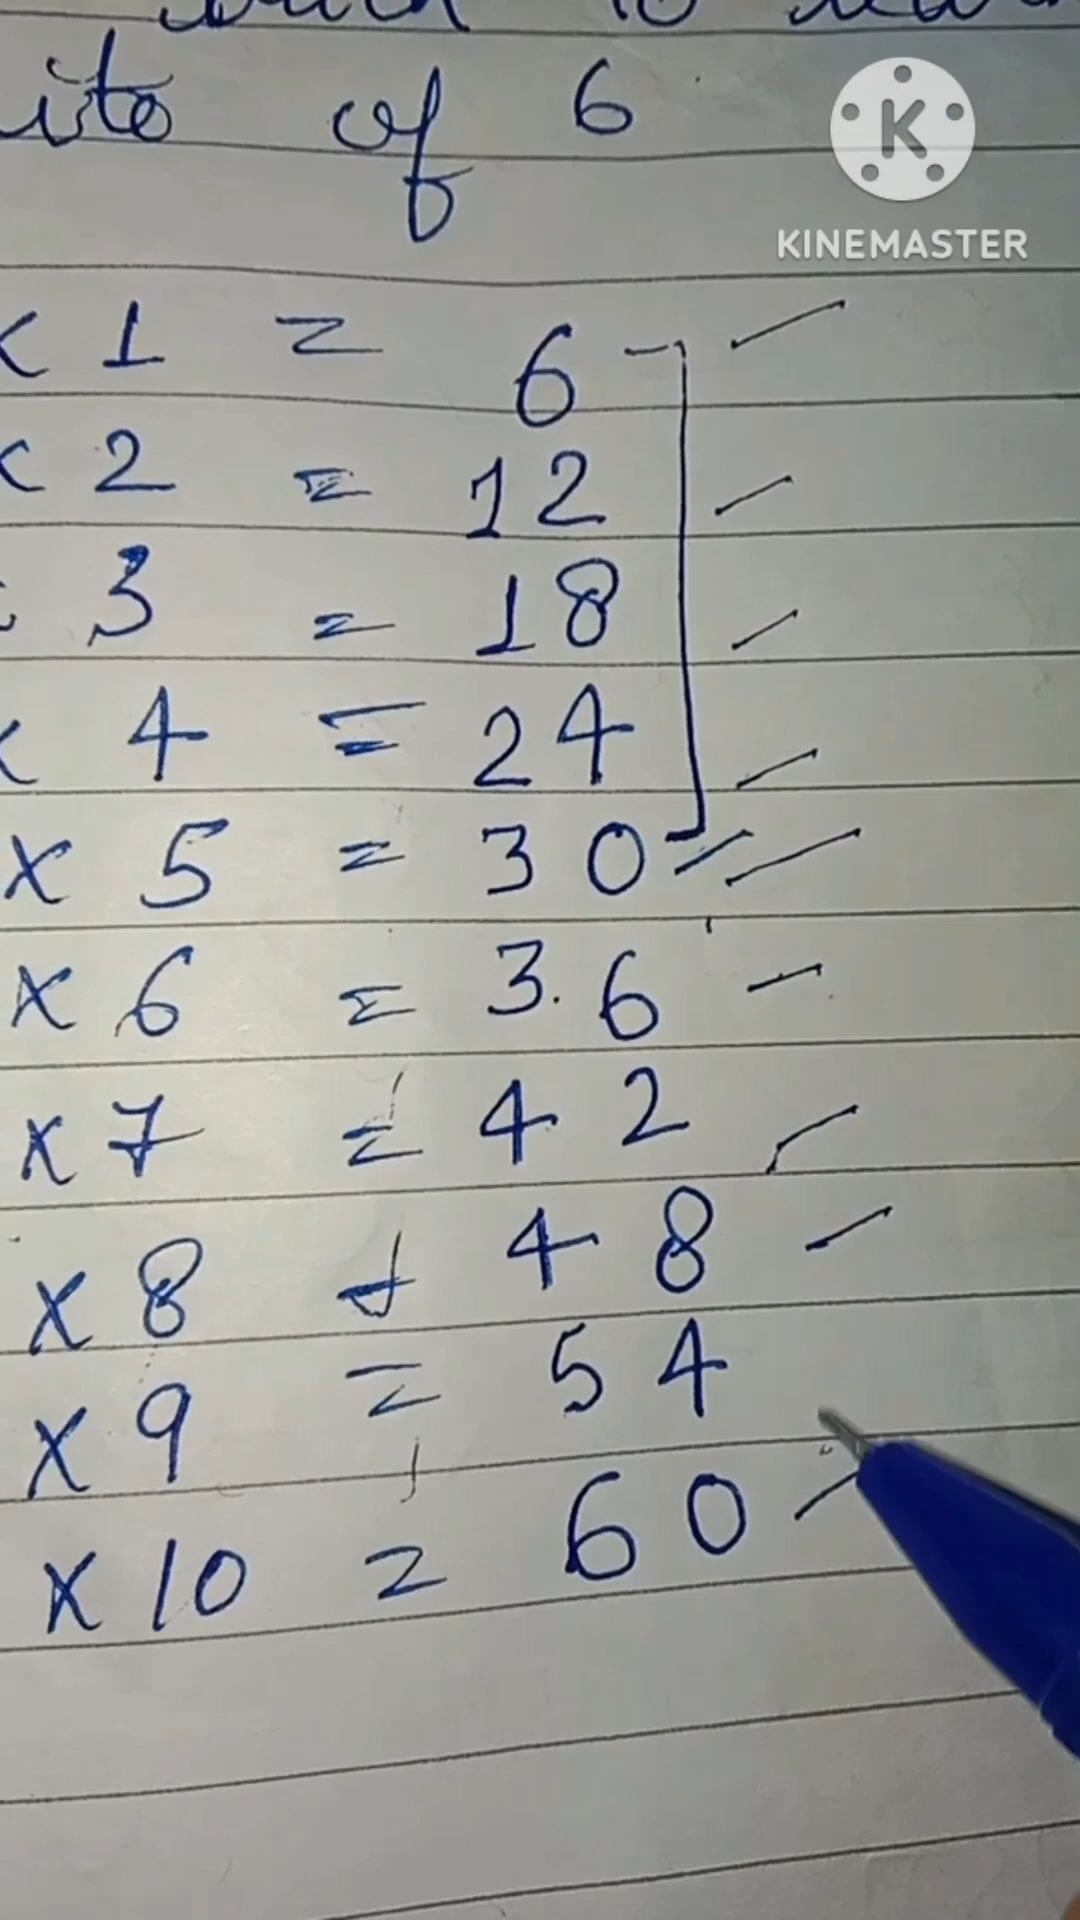 of 6
K
KINEMASTER
x 1 = 6
x 2 = 12
3 = 18
x 4 = 24
x 5 = 30
x 6 = 3.6
x 7 = 42
x 8 = 48
x 9 = 54
x 10 = 60